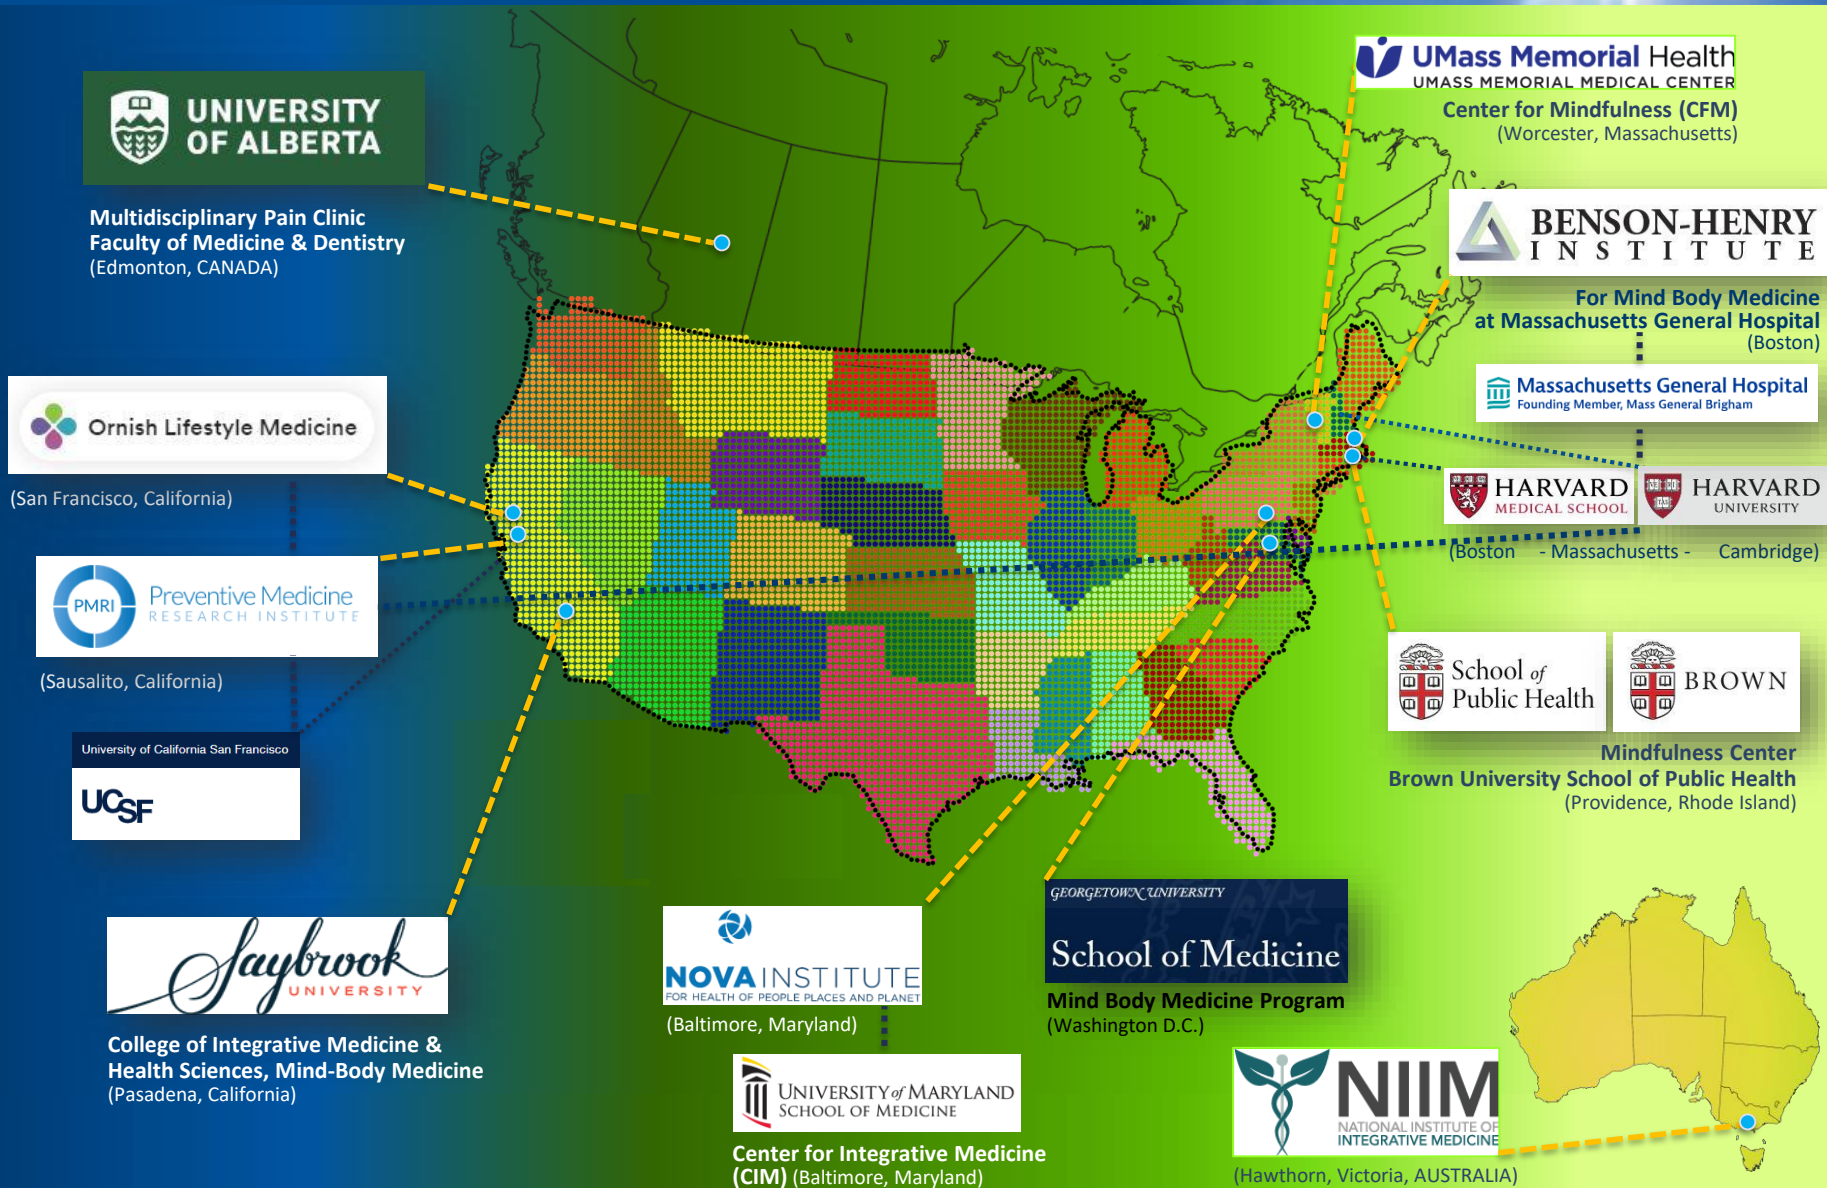 UNIVERSITY
OF ALBERTA
Multidisciplinary Pain Clinic
Faculty of Medicine & Dentistry
(Edmonton, CANADA)
UMass Memorial Health
UMASS MEMORIAL MEDICAL CENTER
Center for Mindfulness (CFM)
(Worcester, Massachusetts)
BENSON-HENRY
INSTITUTE
For Mind Body Medicine
at Massachusetts General Hospital
(Boston)
Massachusetts General Hospital
Founding Member, Mass General Brigham
HARVARD
MEDICAL SCHOOL
HARVARD
UNIVERSITY
(Boston - Massachusetts - Cambridge)
Ornish Lifestyle Medicine
(San Francisco, California)
PMRI
Preventive Medicine
RESEARCH INSTITUTE
(Sausalito, California)
University of California San Francisco
UCSF
School of
Public Health
BROWN
Mindfulness Center
Brown University School of Public Health
(Providence, Rhode Island)
Saybrook
UNIVERSITY
College of Integrative Medicine &
Health Sciences, Mind-Body Medicine
(Pasadena, California)
NOVA INSTITUTE
FOR HEALTH OF PEOPLE PLACES AND PLANET
(Baltimore, Maryland)
UNIVERSITY of MARYLAND
SCHOOL OF MEDICINE
Center for Integrative Medicine
(CIM) (Baltimore, Maryland)
GEORGETOWN UNIVERSITY
School of Medicine
Mind Body Medicine Program
(Washington D.C.)
NIIM
NATIONAL INSTITUTE OF
INTEGRATIVE MEDICINE
(Hawthorn, Victoria, AUSTRALIA)